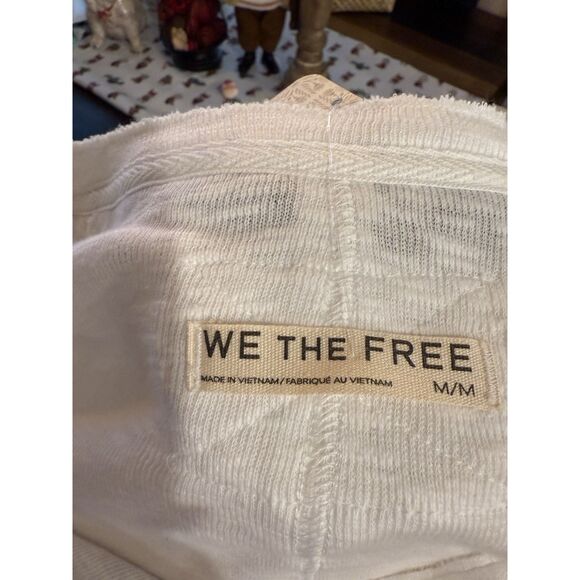 WE THE FREE
MADE IN VIETNAM/FABRIQUÉ AU VIETNAM M/M